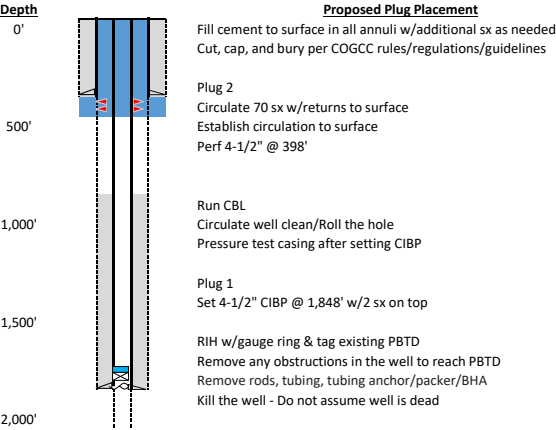 Depth
Proposed Plug Placement
0'
Fill cement to surface in all annuli w/additional sx as needed
Cut, cap, and bury per COGCC rules/regulations/guidelines
Plug 2
Circulate 70 sx w/returns to surface
500'
Establish circulation to surface
Perf 4-1/2" @ 398'
Run CBL
1,000'
Circulate well clean/Roll the hole
Pressure test casing after setting CIBP
Plug 1
Set 4-1/2" CIBP @ 1,848' w/2 sx on top
1,500'
RIH w/gauge ring & tag existing PBTD
Remove any obstructions in the well to reach PBTD
Remove rods, tubing, tubing anchor/packer/BHA
Kill the well - Do not assume well is dead
2,000'